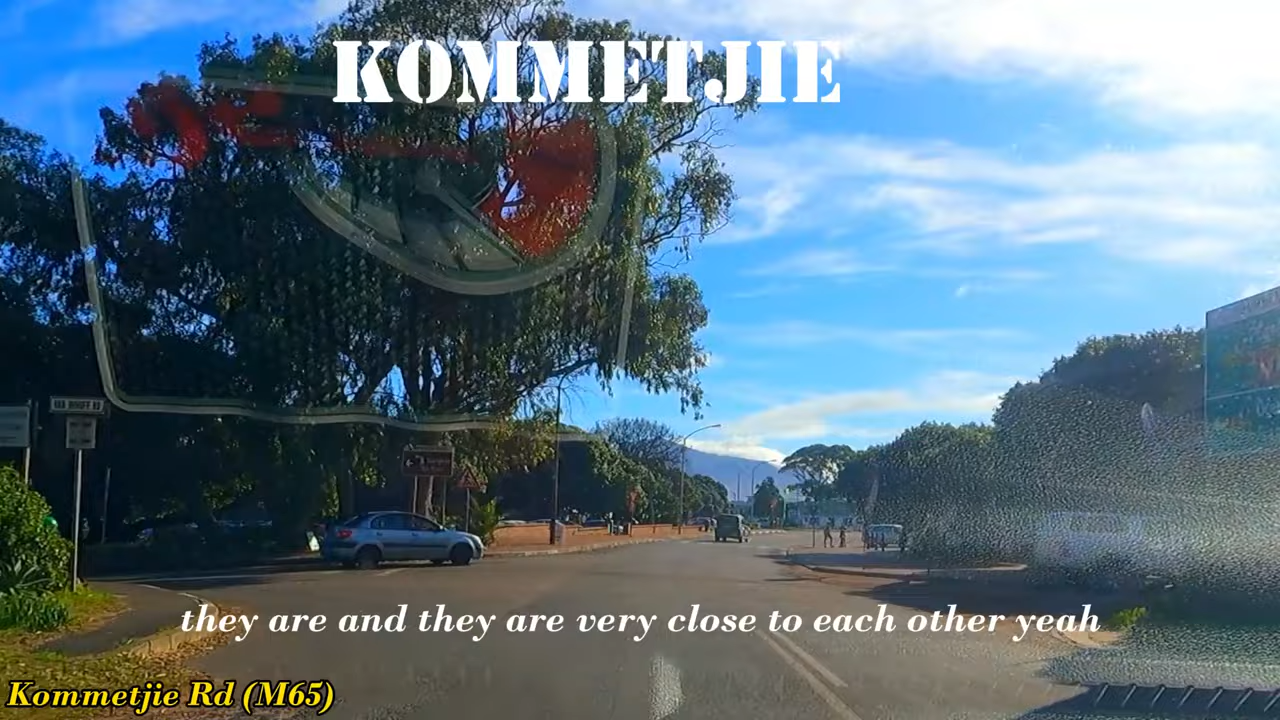 KOMMETJIE
they are and they are very close to each other yeah
Kommetjie Rd (M65)